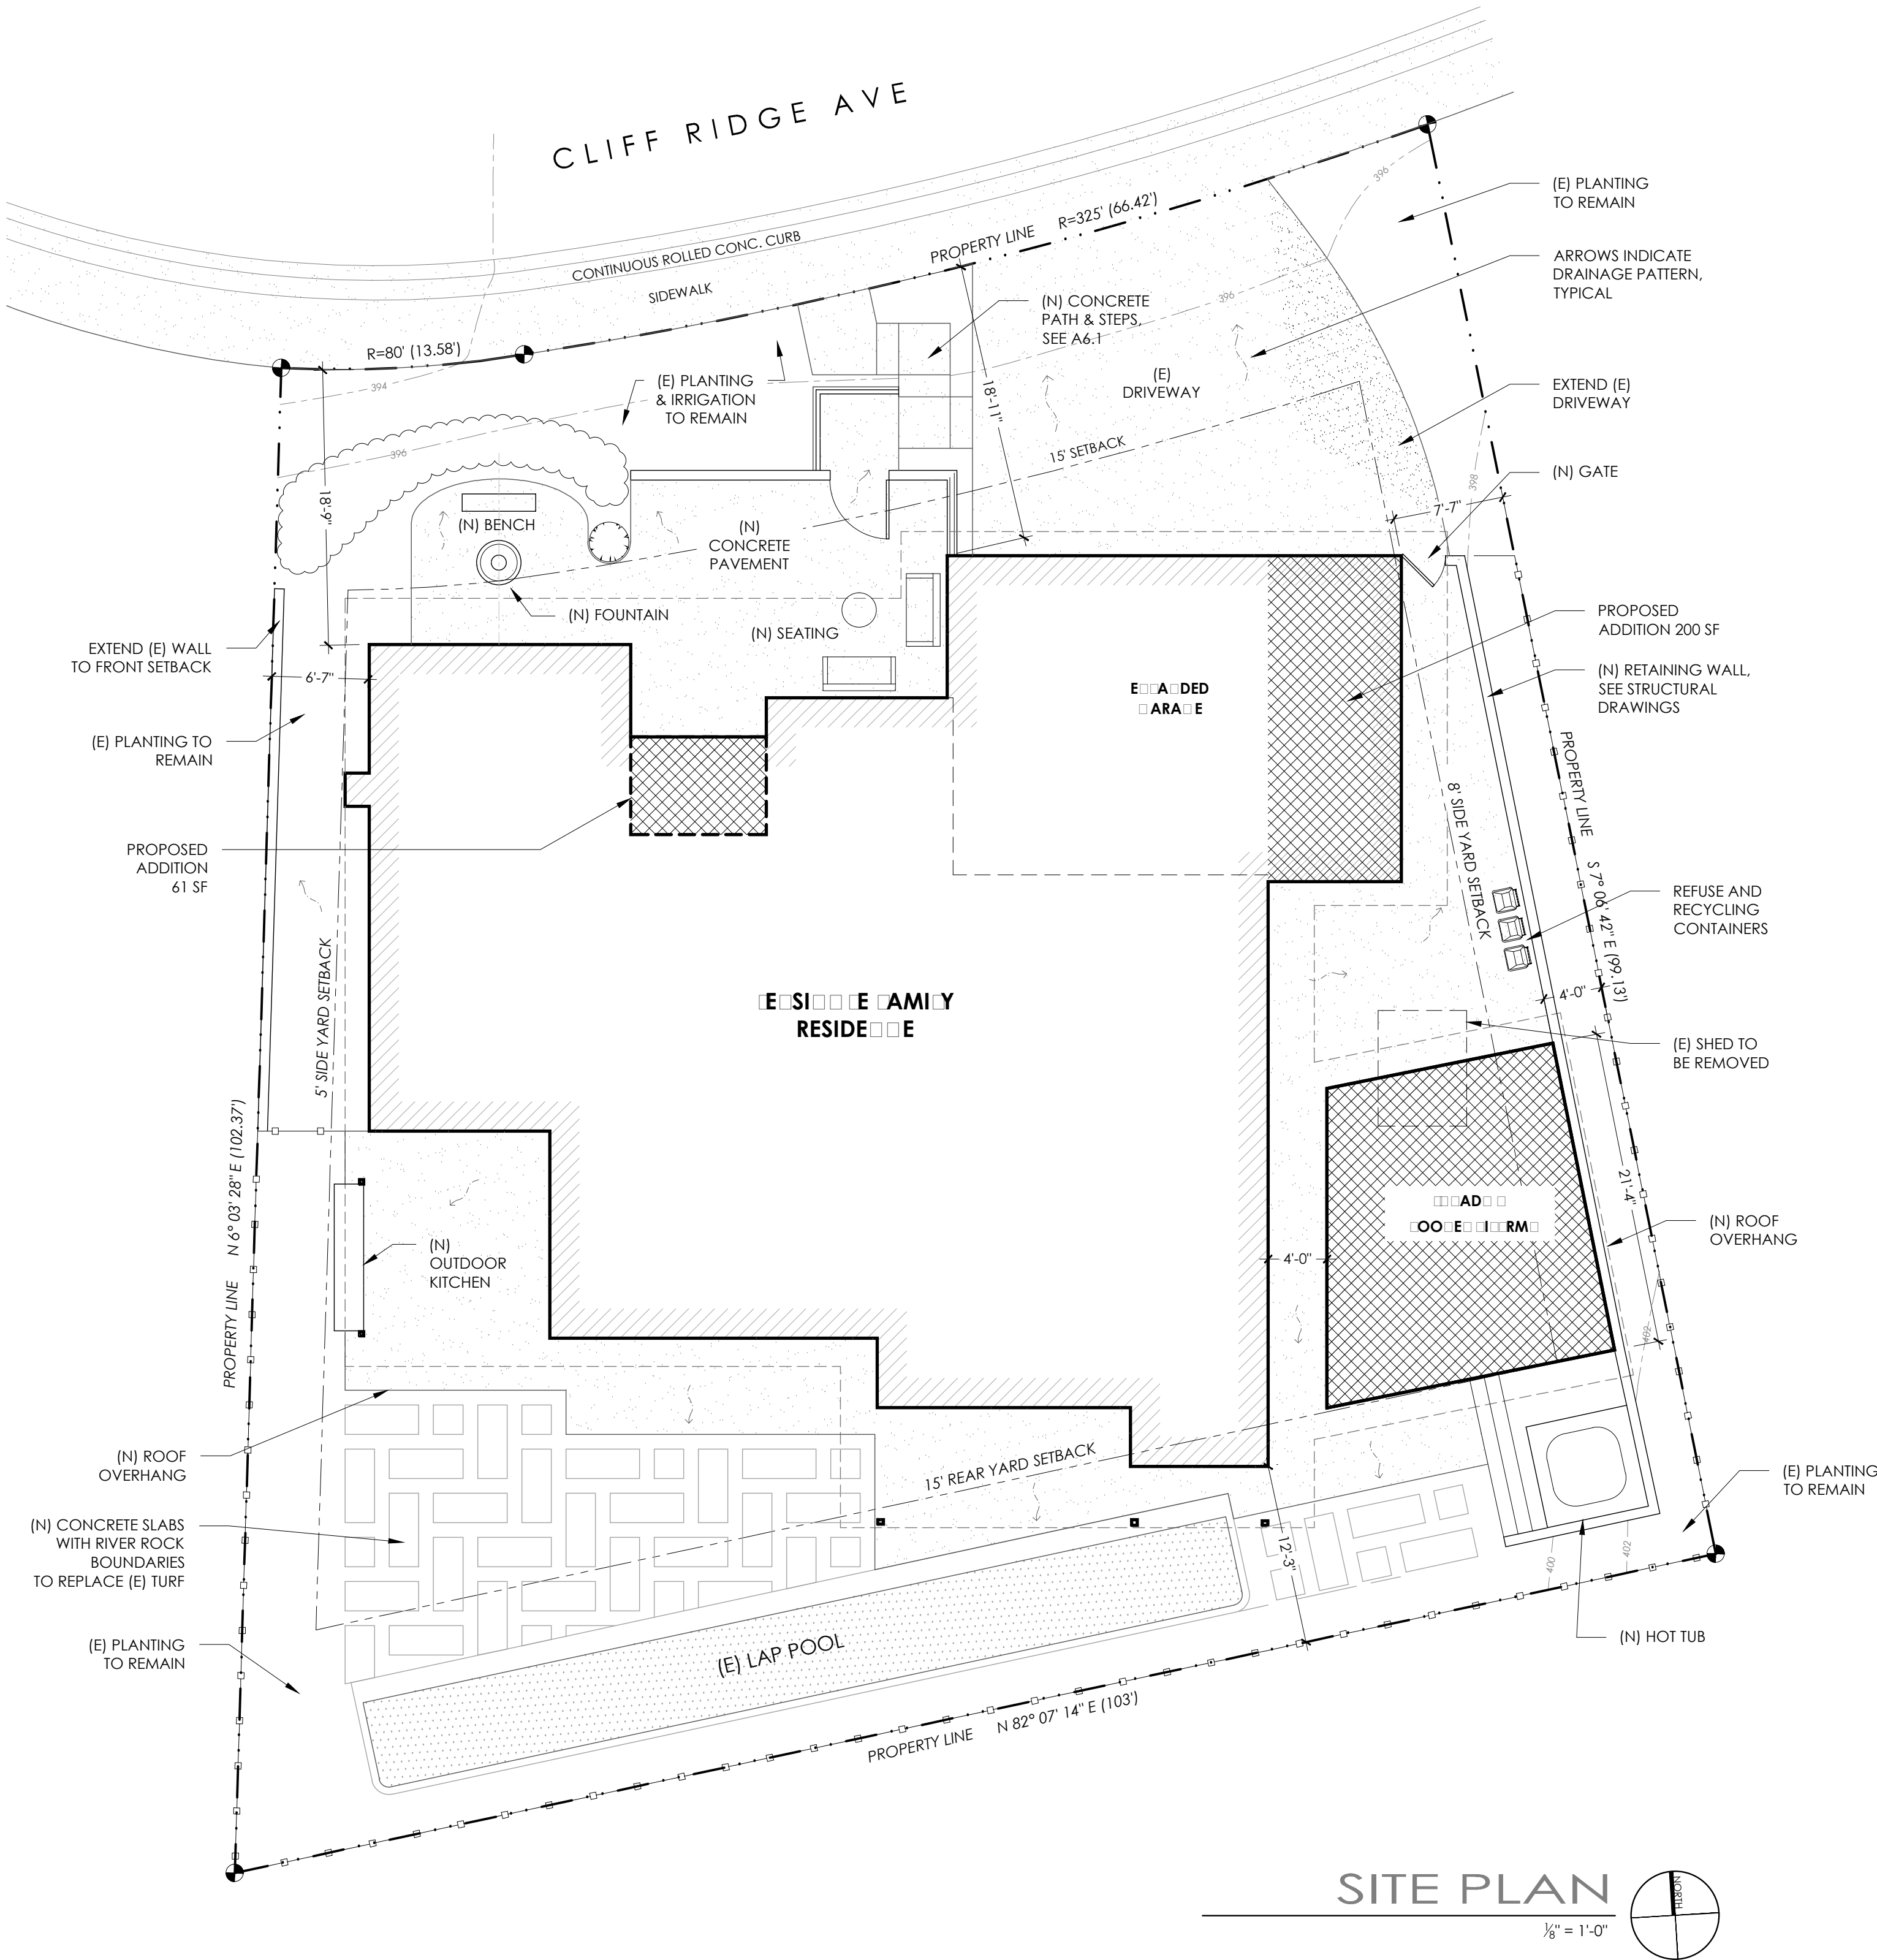 CLIFF RIDGE AVE
CONTINUOUS ROLLED CONC. CURB
SIDEWALK
PROPERTY LINE R=325' (66.42')
R=80' (13.58')
396
(E) PLANTING
TO REMAIN
ARROWS INDICATE
DRAINAGE PATTERN,
TYPICAL
396
(N) CONCRETE
PATH & STEPS,
SEE A6.1
394
(E) PLANTING
& IRRIGATION
TO REMAIN
(E)
DRIVEWAY
18'-11"
EXTEND (E)
DRIVEWAY
15' SETBACK
396
(N) GATE
398
18'-9"
7'-7"
(N) BENCH
(N)
CONCRETE
PAVEMENT
(N) FOUNTAIN
(N) SEATING
PROPOSED
ADDITION 200 SF
EXTEND (E) WALL
TO FRONT SETBACK
6'-7"
(N) RETAINING WALL,
SEE STRUCTURAL
DRAWINGS
(E) PLANTING TO
REMAIN
PROPERTY LINE S 7° 06' 42" E (99.13')
8' SIDE YARD SETBACK
PROPOSED
ADDITION
61 SF
REFUSE AND
RECYCLING
CONTAINERS
5' SIDE YARD SETBACK
4'-0"
(E) SHED TO
BE REMOVED
PROPERTY LINE N 6° 03' 28" E (102.37')
21'-4"
(N) ROOF
OVERHANG
(N)
OUTDOOR
KITCHEN
4'-0"
402
(N) ROOF
OVERHANG
15' REAR YARD SETBACK
(E) PLANTING
TO REMAIN
(N) CONCRETE SLABS
WITH RIVER ROCK
BOUNDARIES
TO REPLACE (E) TURF
12'-3"
400
402
(N) HOT TUB
(E) PLANTING
TO REMAIN
(E) LAP POOL
PROPERTY LINE N 82° 07' 14" E (103')
SITE PLAN
NORTH
⅛" = 1'-0"